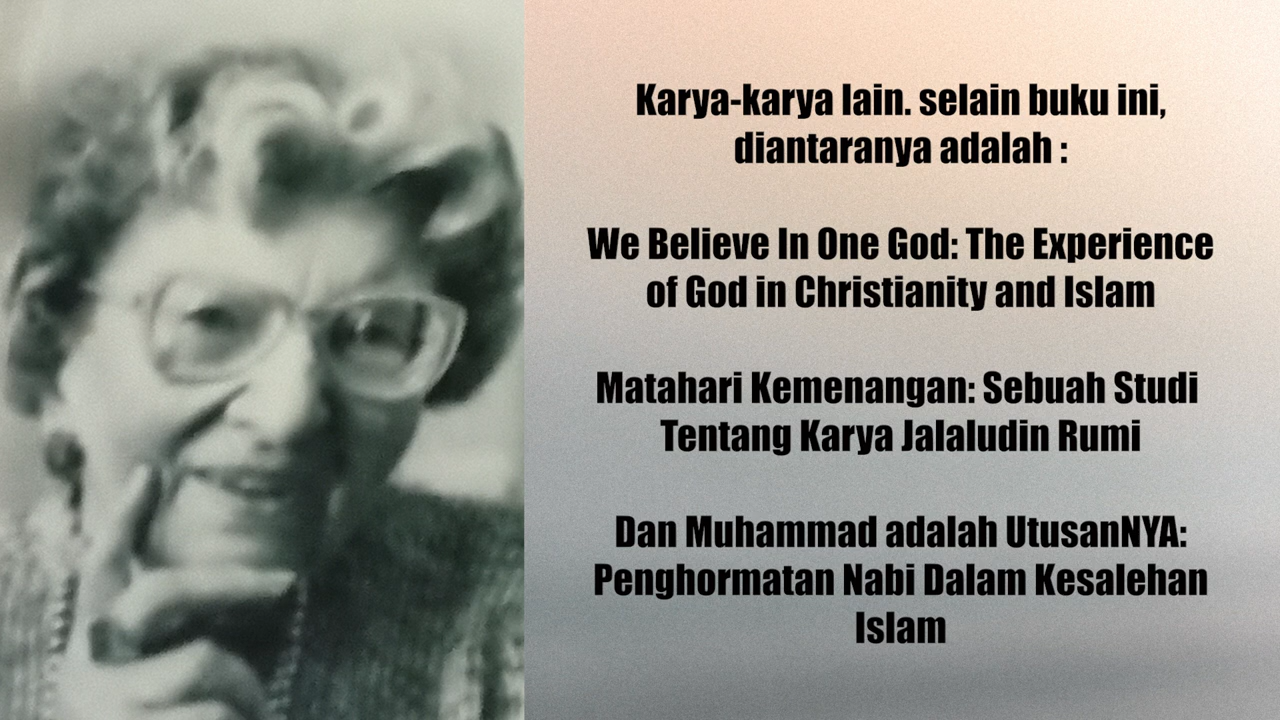 Karya-karya lain. selain buku ini,
diantaranya adalah :
We Believe In One God: The Experience
of God in Christianity and Islam
Matahari Kemenangan: Sebuah Studi
Tentang Karya Jalaludin Rumi
Dan Muhammad adalah UtusanNYA:
Penghormatan Nabi Dalam Kesalehan
Islam